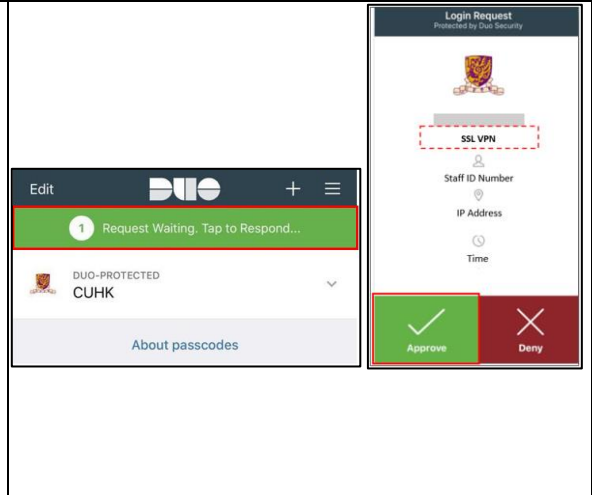 Edit
DUO
1 Request Waiting. Tap to Respond...
DUO-PROTECTED
CUHK
About passcodes
Login Request
Protected by Duo Security
SSL VPN
Staff ID Number
IP Address
Time
Approve
Deny